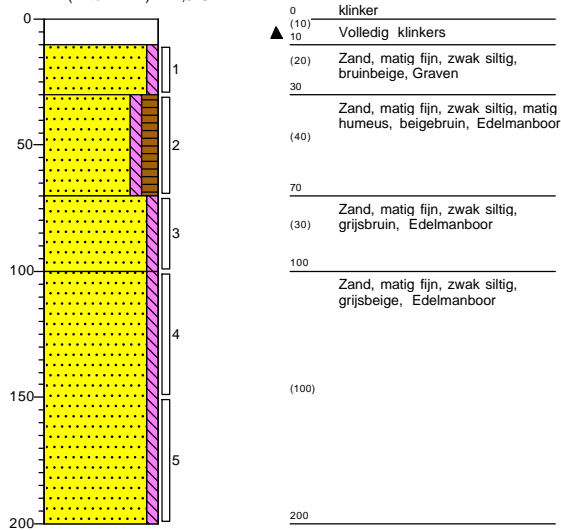 0
klinker
(10)
10
Volledig klinkers
(20)
Zand, matig fijn, zwak siltig,
bruinbeige, Graven
30
Zand, matig fijn, zwak siltig, matig
humeus, beigebruin, Edelmanboor
(40)
70
Zand, matig fijn, zwak siltig,
grijsbruin, Edelmanboor
(30)
100
Zand, matig fijn, zwak siltig,
grijsbeige, Edelmanboor
(100)
200
0
50
100
150
200
1
2
3
4
5